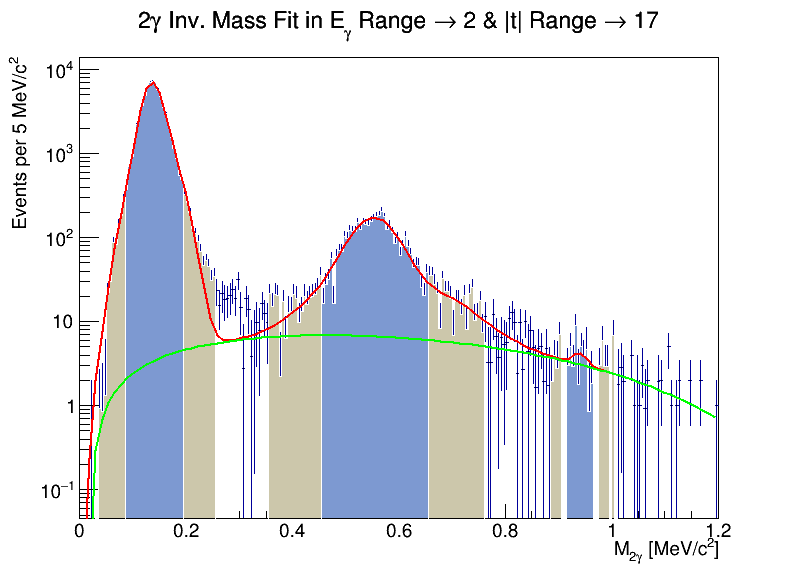 2γ Inv. Mass Fit in Eγ Range → 2 & |t| Range → 17
Events per 5 MeV/c²
10⁴
10³
10²
10
1
10⁻¹
0 0.2 0.4 0.6 0.8 1 1.2
M2γ [MeV/c²]